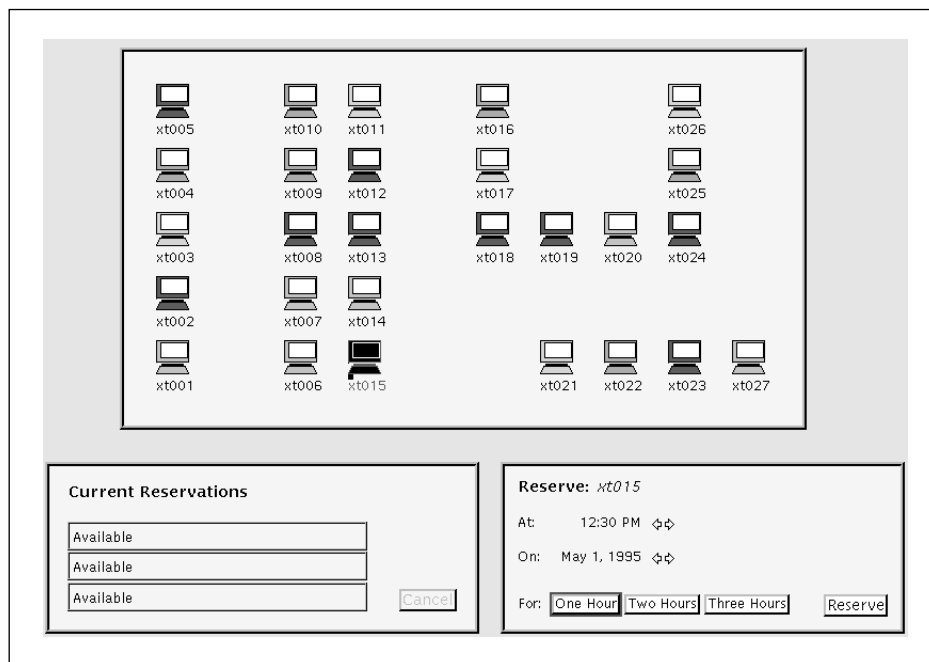 xt005 xt010 xt011 xt016 xt026
xt004 xt009 xt012 xt017 xt025
xt003 xt008 xt013 xt018 xt019 xt020 xt024
xt002 xt007 xt014
xt001 xt006 xt015 xt021 xt022 xt023 xt027
Current Reservations
Available
Available
Available
Cancel
Reserve: xt015
At: 12:30 PM
On: May 1, 1995
For: One Hour Two Hours Three Hours Reserve